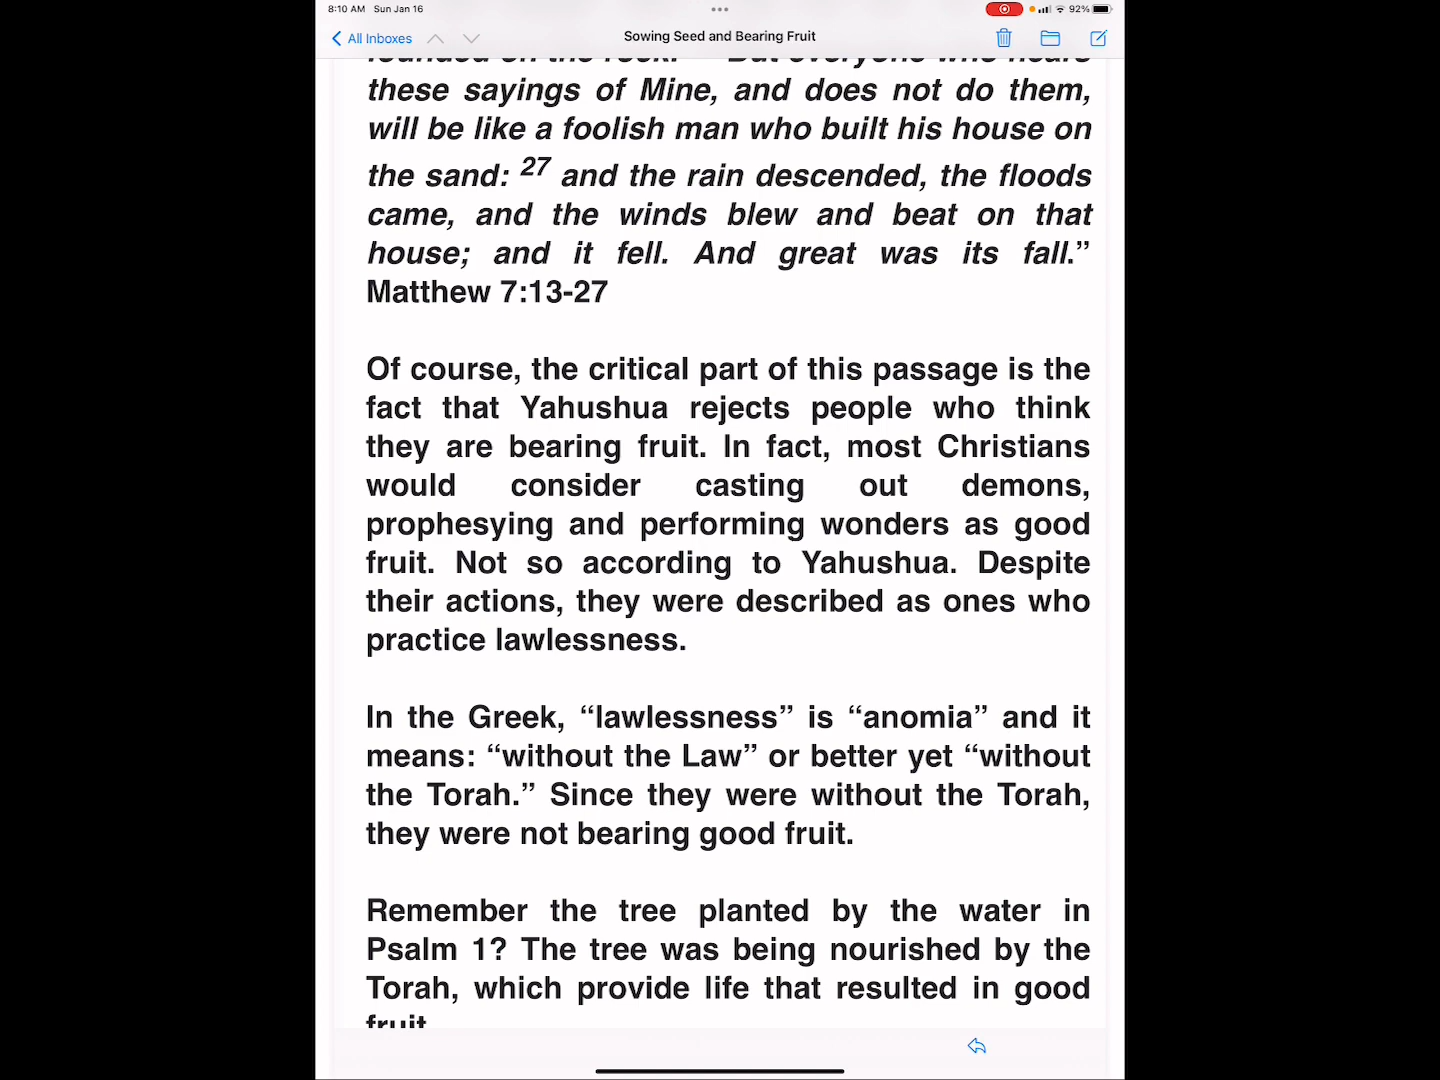 8:10 AM Sun Jan 16
92%
All Inboxes
Sowing Seed and Bearing Fruit
founded on the rock. But everyone who hears
these sayings of Mine, and does not do them,
will be like a foolish man who built his house on
the sand: 27 and the rain descended, the floods
came, and the winds blew and beat on that
house; and it fell. And great was its fall.”
Matthew 7:13-27
Of course, the critical part of this passage is the
fact that Yahushua rejects people who think
they are bearing fruit. In fact, most Christians
would consider casting out demons,
prophesying and performing wonders as good
fruit. Not so according to Yahushua. Despite
their actions, they were described as ones who
practice lawlessness.
In the Greek, “lawlessness” is “anomia” and it
means: “without the Law” or better yet “without
the Torah.” Since they were without the Torah,
they were not bearing good fruit.
Remember the tree planted by the water in
Psalm 1? The tree was being nourished by the
Torah, which provide life that resulted in good
fruit